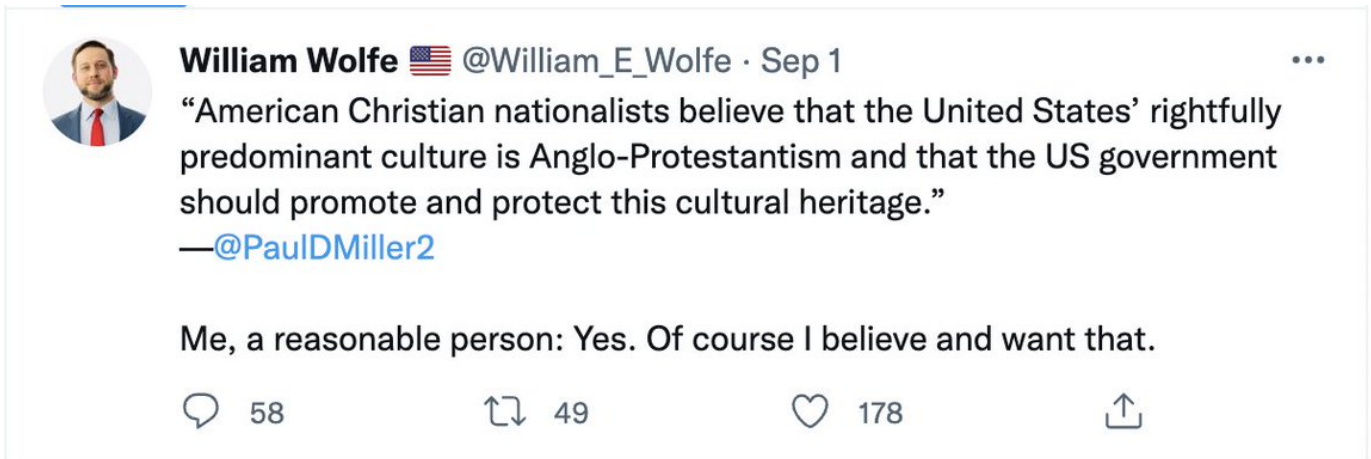 William Wolfe 🇺🇸 @William_E_Wolfe · Sep 1
“American Christian nationalists believe that the United States’ rightfully
predominant culture is Anglo-Protestantism and that the US government
should promote and protect this cultural heritage.”
—@PaulDMiller2
Me, a reasonable person: Yes. Of course I believe and want that.
58 49 178